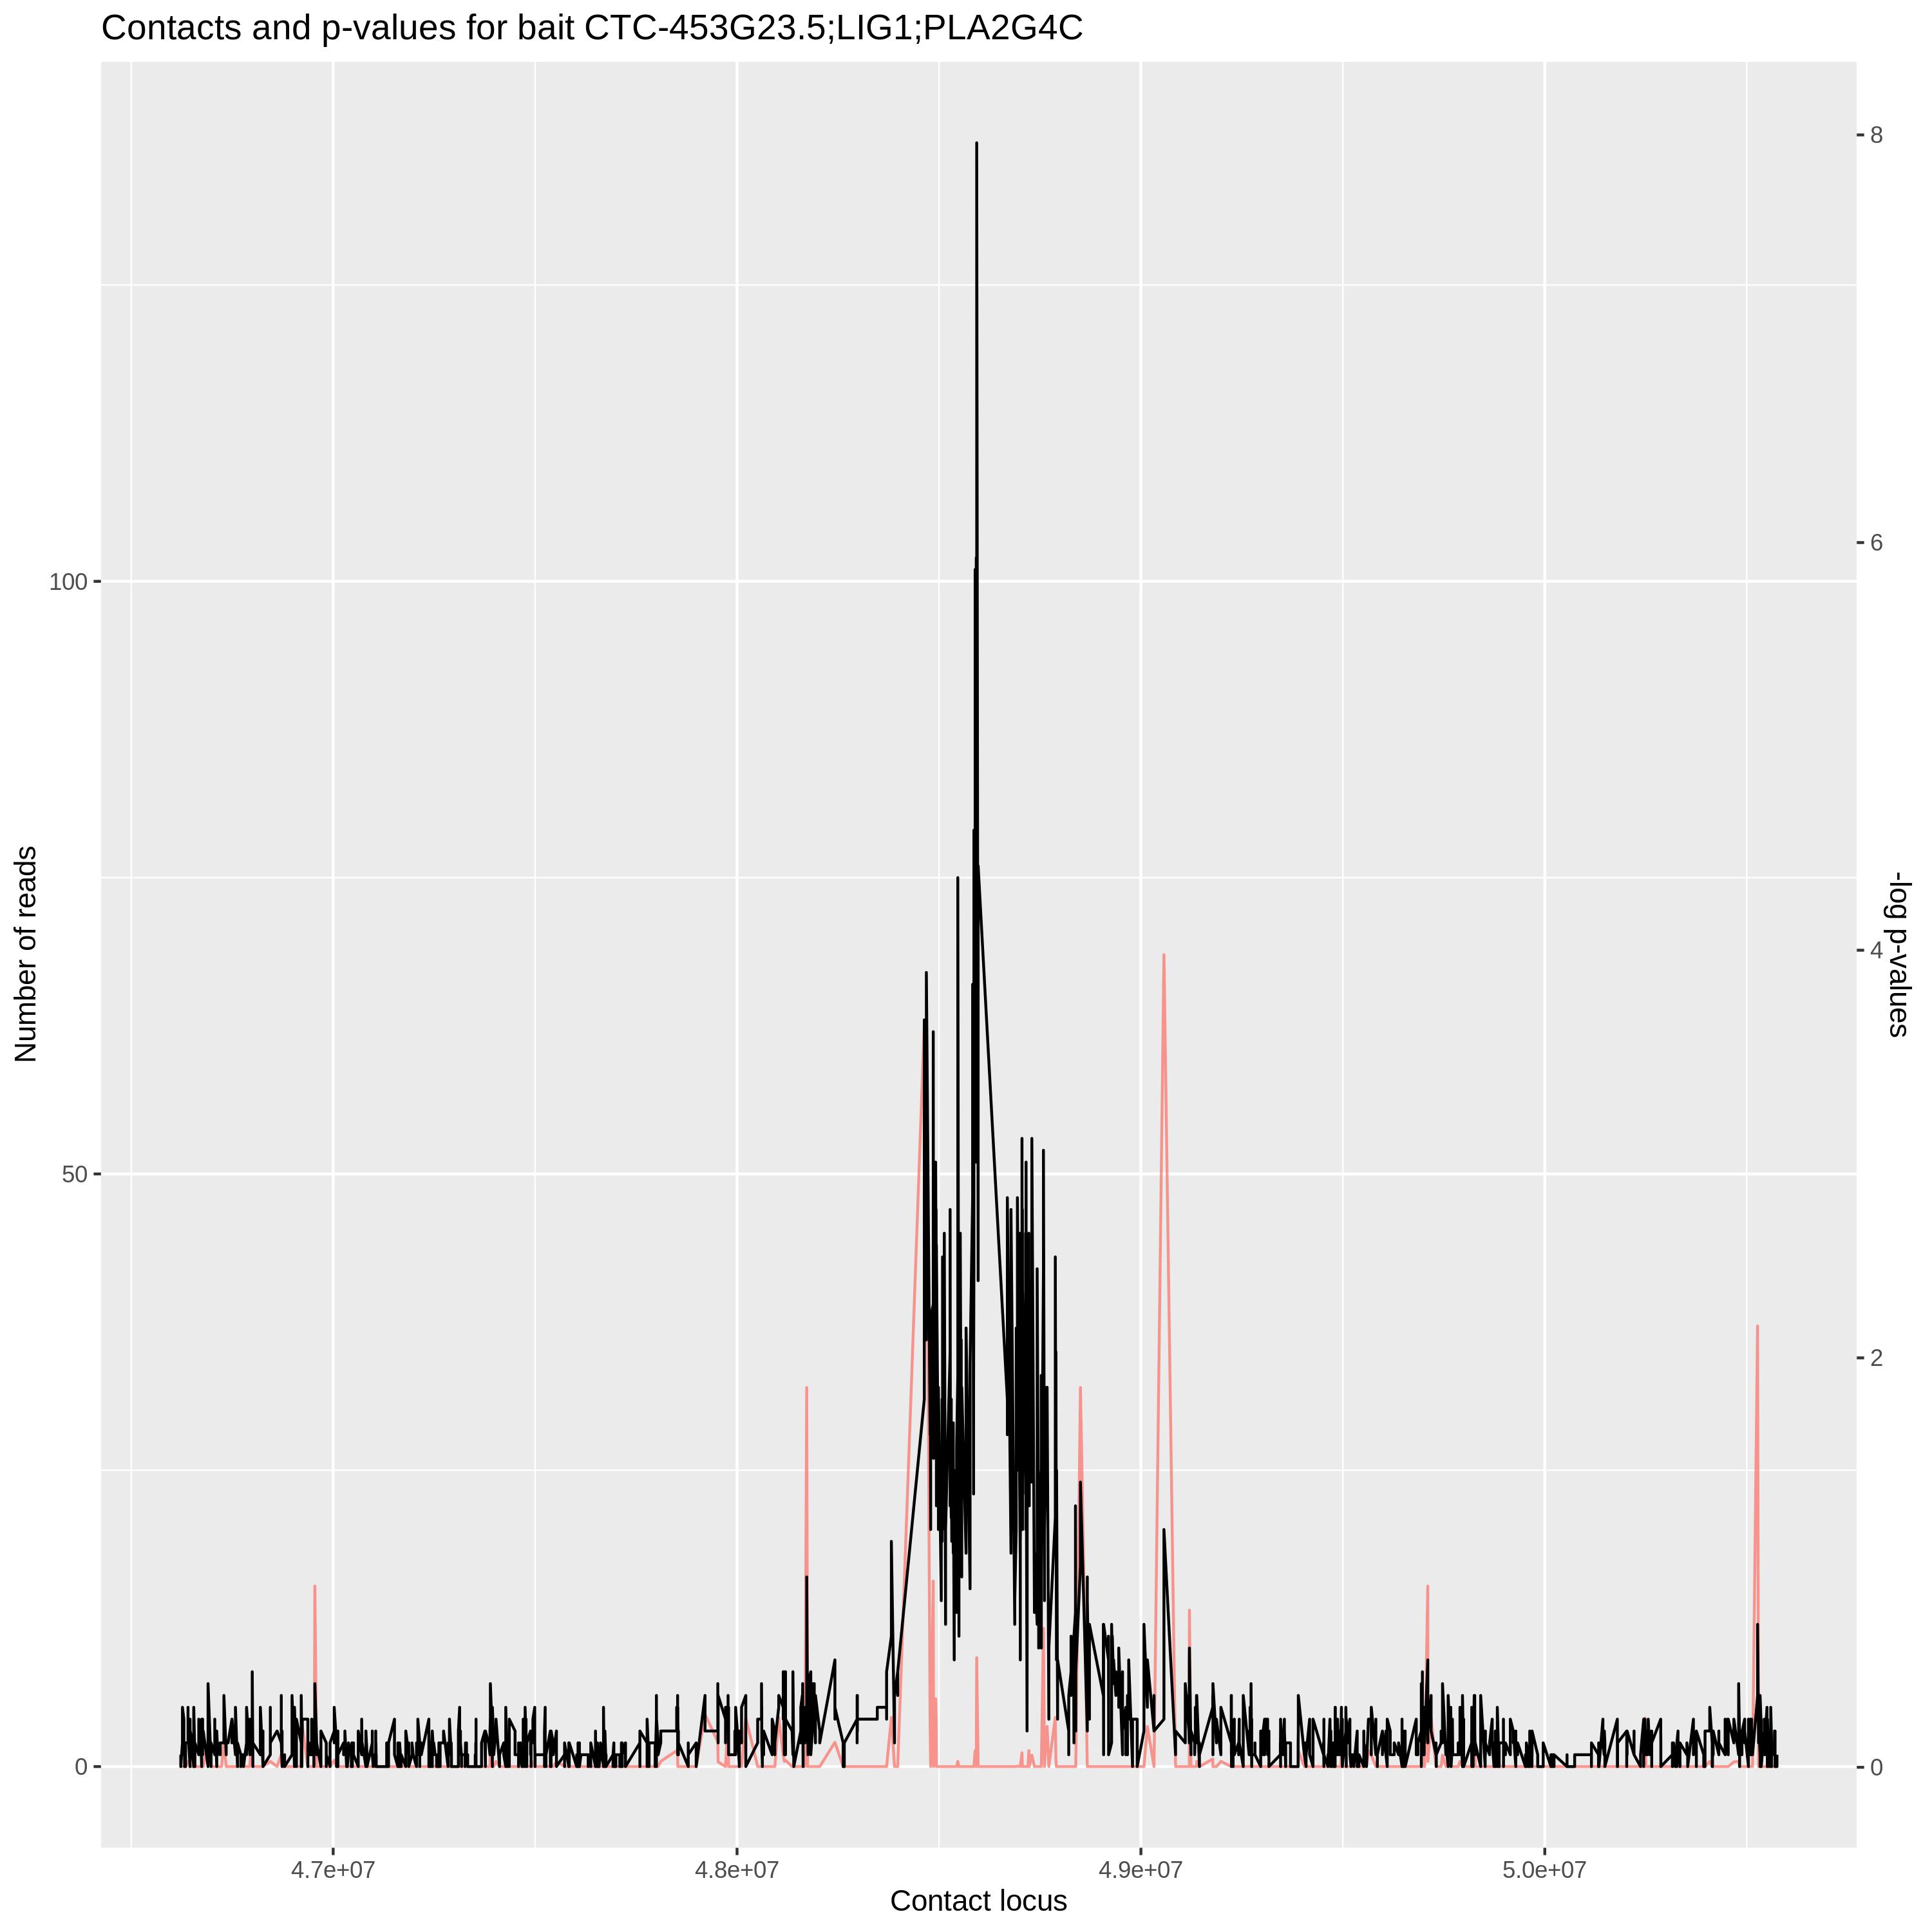 Contacts and p-values for bait CTC-453G23.5;LIG1;PLA2G4C
8
6
100
4
Number of reads
-log p-values
50
2
0
0
4.7e+07
4.8e+07
4.9e+07
5.0e+07
Contact locus